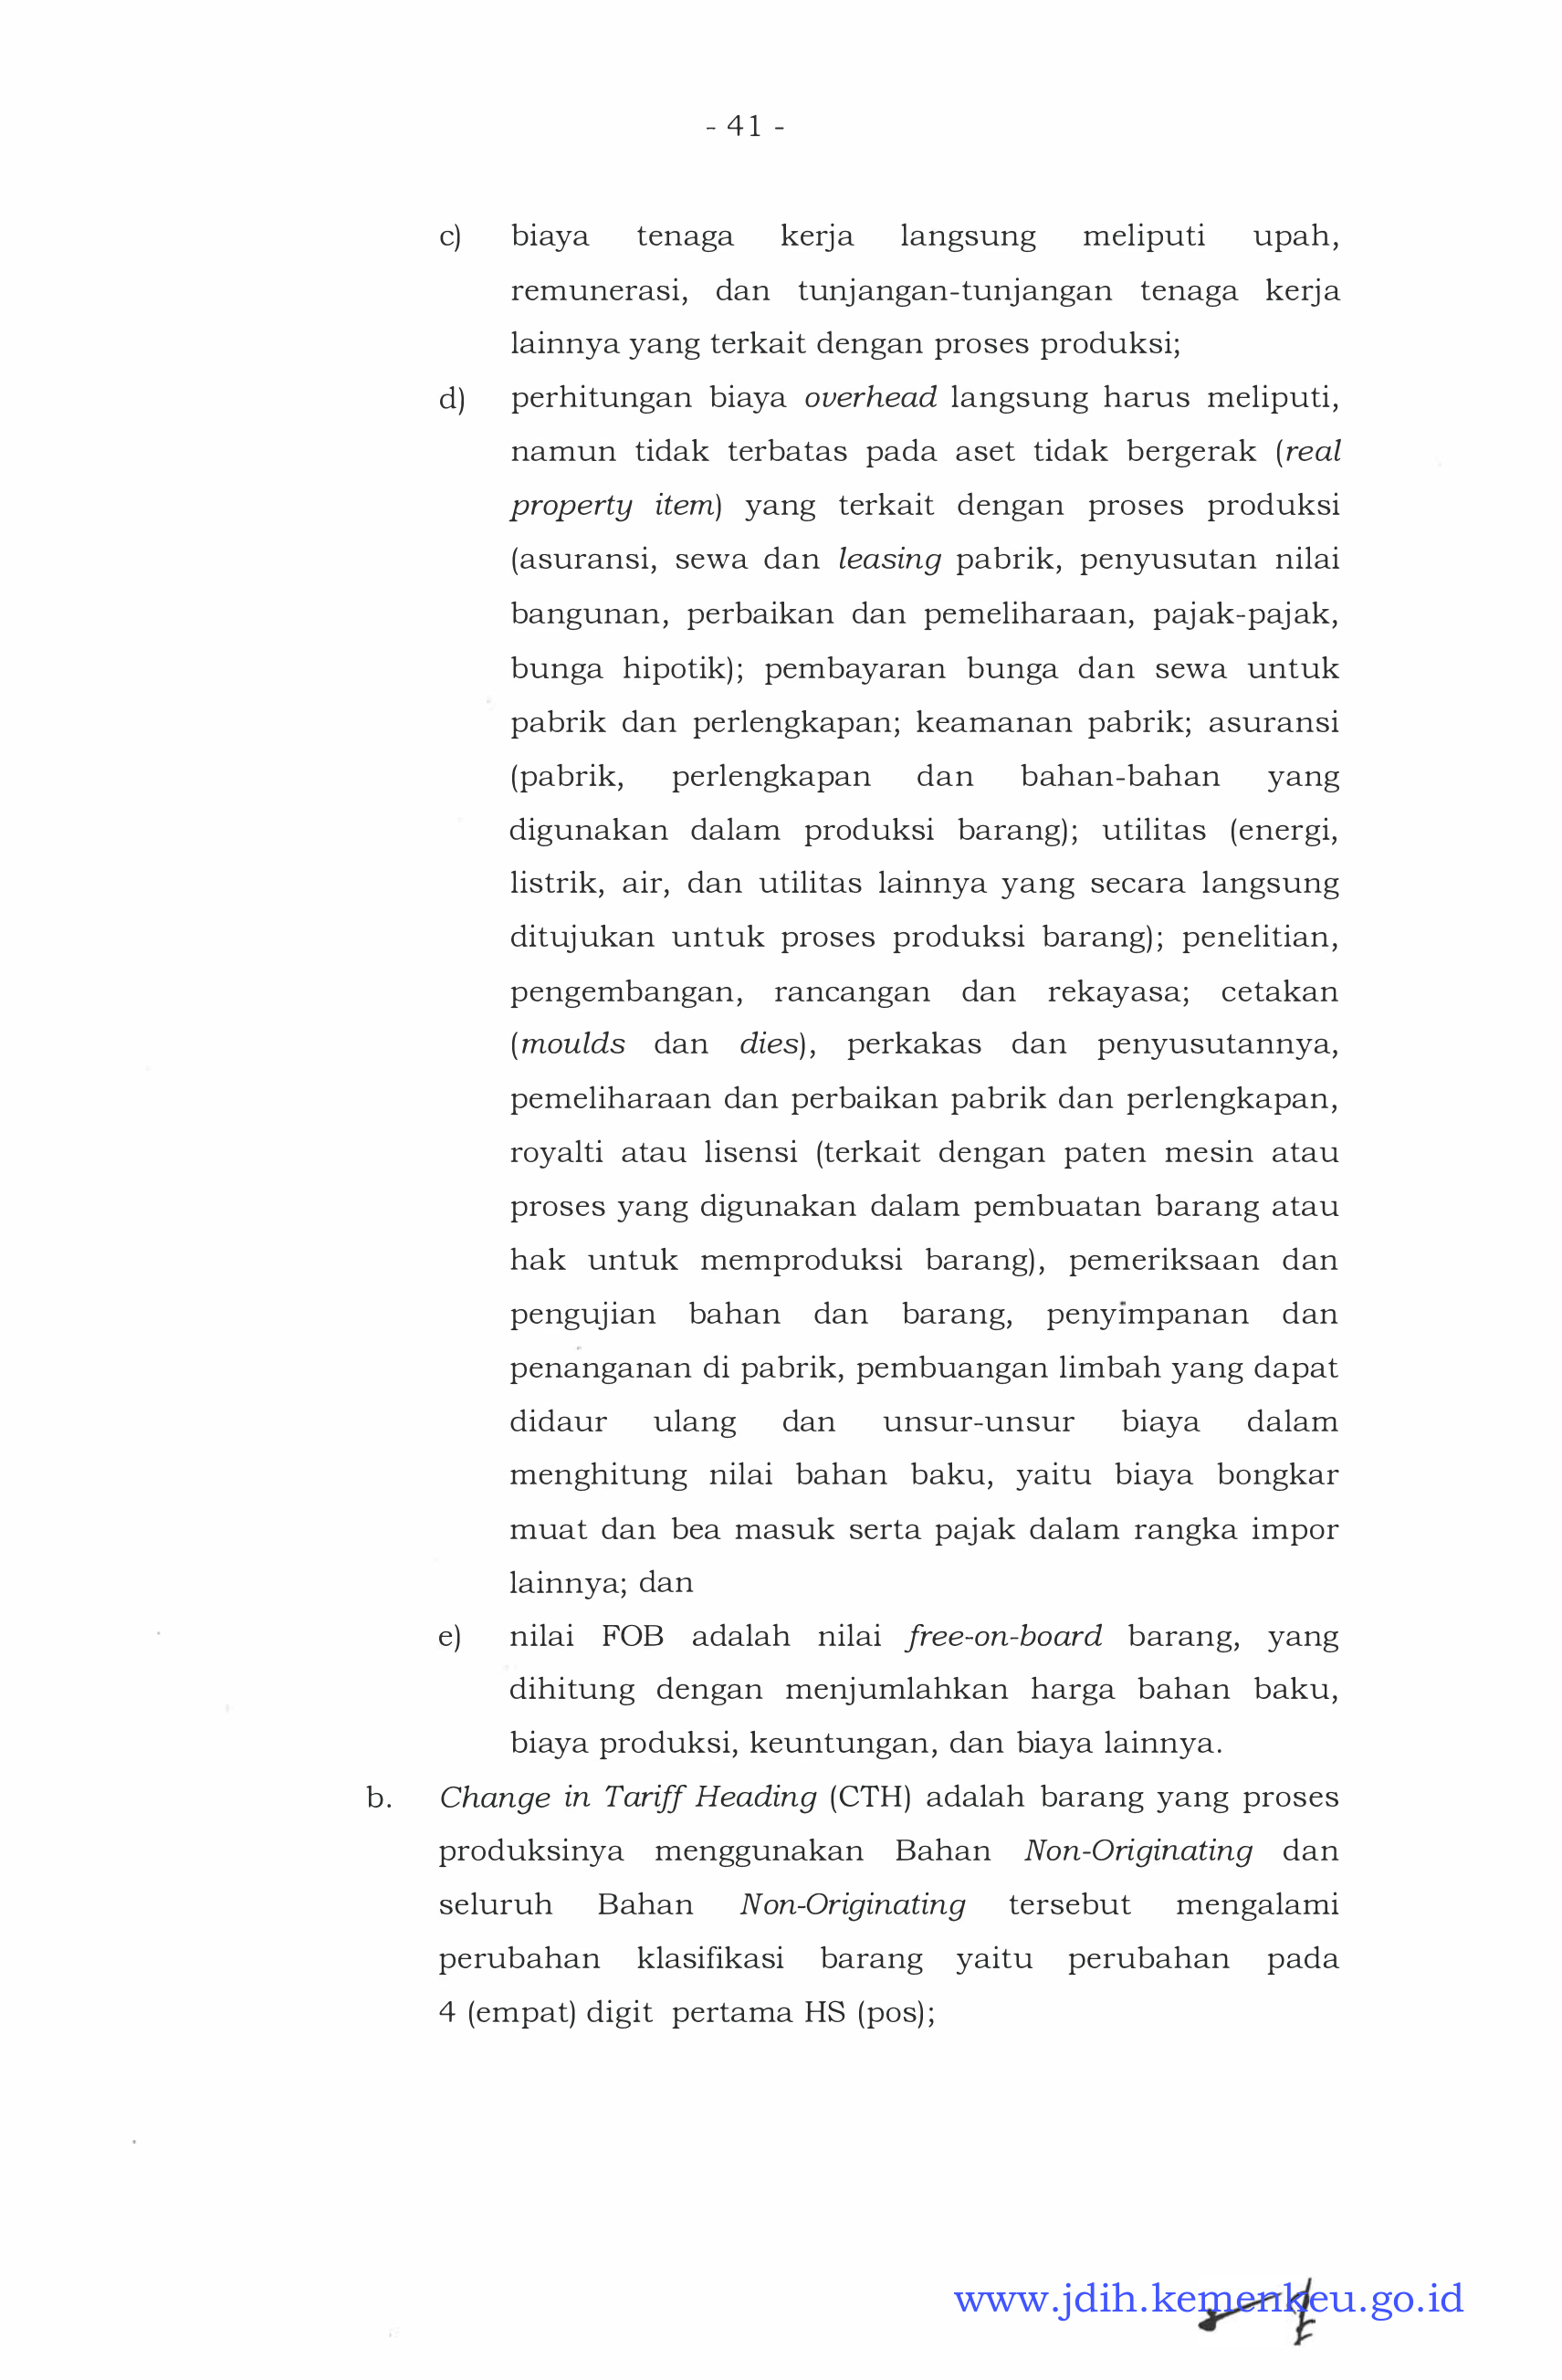 - 41 -
c) biaya tenaga kerja langsung meliputi upah,
remunerasi, dan tunjangan-tunjangan tenaga kerja
lainnya yang terkait dengan proses produksi;
d) perhitungan biaya overhead langsung harus meliputi,
namun tidak terbatas pada aset tidak bergerak (real
property item) yang terkait dengan proses produksi
(asuransi, sewa dan leasing pabrik, penyusutan nilai
bangunan, perbaikan dan pemeliharaan, pajak-pajak,
bunga hipotik); pembayaran bunga dan sewa untuk
pabrik dan perlengkapan; keamanan pabrik; asuransi
(pabrik, perlengkapan dan bahan-bahan yang
digunakan dalam produksi barang); utilitas (energi,
listrik, air, dan utilitas lainnya yang secara langsung
ditujukan untuk proses produksi barang); penelitian,
pengembangan, rancangan dan rekayasa; cetakan
(moulds dan dies), perkakas dan penyusutannya,
pemeliharaan dan perbaikan pabrik dan perlengkapan,
royalti atau lisensi (terkait dengan paten mesin atau
proses yang digunakan dalam pembuatan barang atau
hak untuk memproduksi barang), pemeriksaan dan
pengujian bahan dan barang, penyimpanan dan
penanganan di pabrik, pembuangan limbah yang dapat
didaur ulang dan unsur-unsur biaya dalam
menghitung nilai bahan baku, yaitu biaya bongkar
muat dan bea masuk serta pajak dalam rangka impor
lainnya; dan
e) nilai FOB adalah nilai free-on-board barang, yang
dihitung dengan menjumlahkan harga bahan baku,
biaya produksi, keuntungan, dan biaya lainnya.
b. Change in Tariff Heading (CTH) adalah barang yang proses
produksinya menggunakan Bahan Non-Originating dan
seluruh Bahan Non-Originating tersebut mengalami
perubahan klasifikasi barang yaitu perubahan pada
4 (empat) digit pertama HS (pos);
www.jdih.kemenkeu.go.id